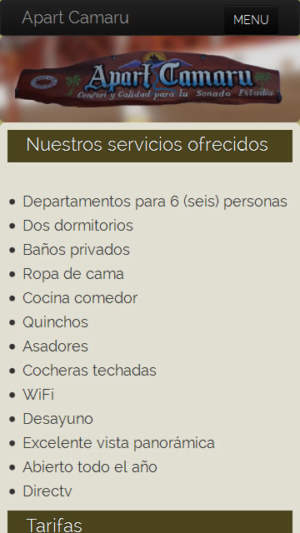 Apart Camaru
MENU
Apart Camaru
Confort y Calidad para tu Soñada Estadía
Nuestros servicios ofrecidos
Departamentos para 6 (seis) personas
Dos dormitorios
Baños privados
Ropa de cama
Cocina comedor
Quinchos
Asadores
Cocheras techadas
WiFi
Desayuno
Excelente vista panorámica
Abierto todo el año
Directv
Tarifas